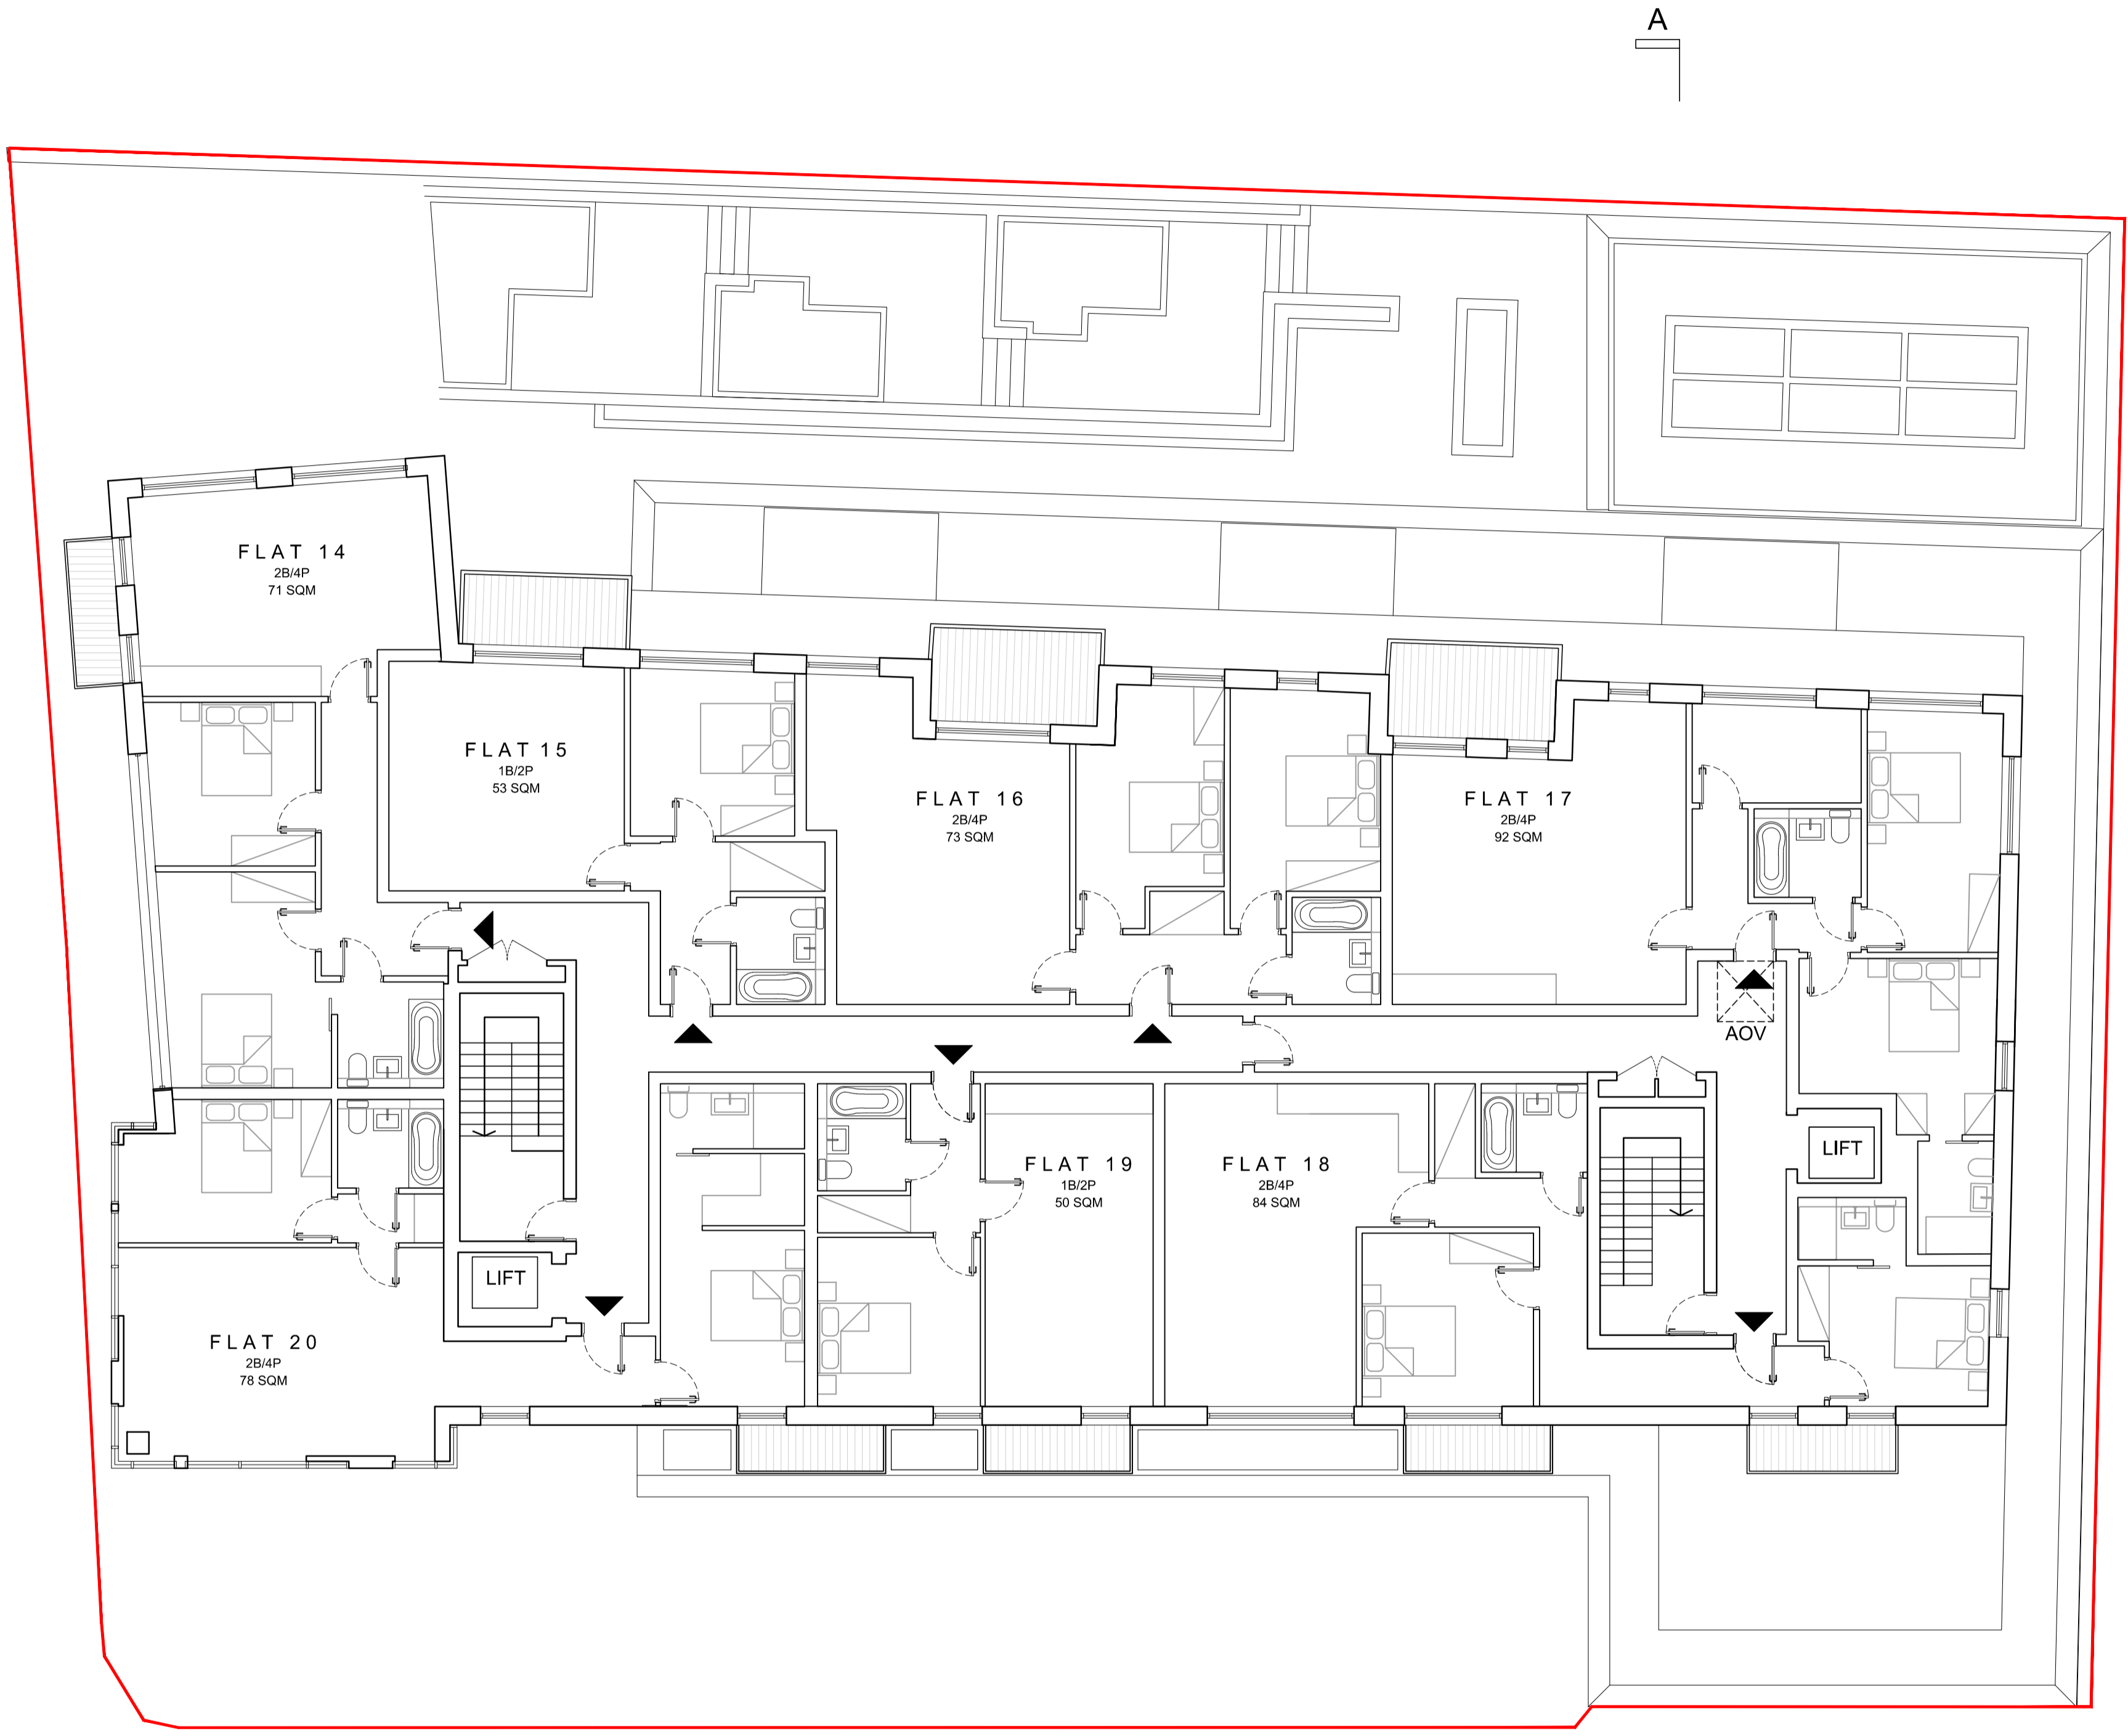 A
FLAT 14
2B/4P
71 SQM
FLAT 15
1B/2P
53 SQM
FLAT 16
2B/4P
73 SQM
FLAT 17
2B/4P
92 SQM
AOV
LIFT
FLAT 19
1B/2P
50 SQM
FLAT 18
2B/4P
84 SQM
LIFT
FLAT 20
2B/4P
78 SQM